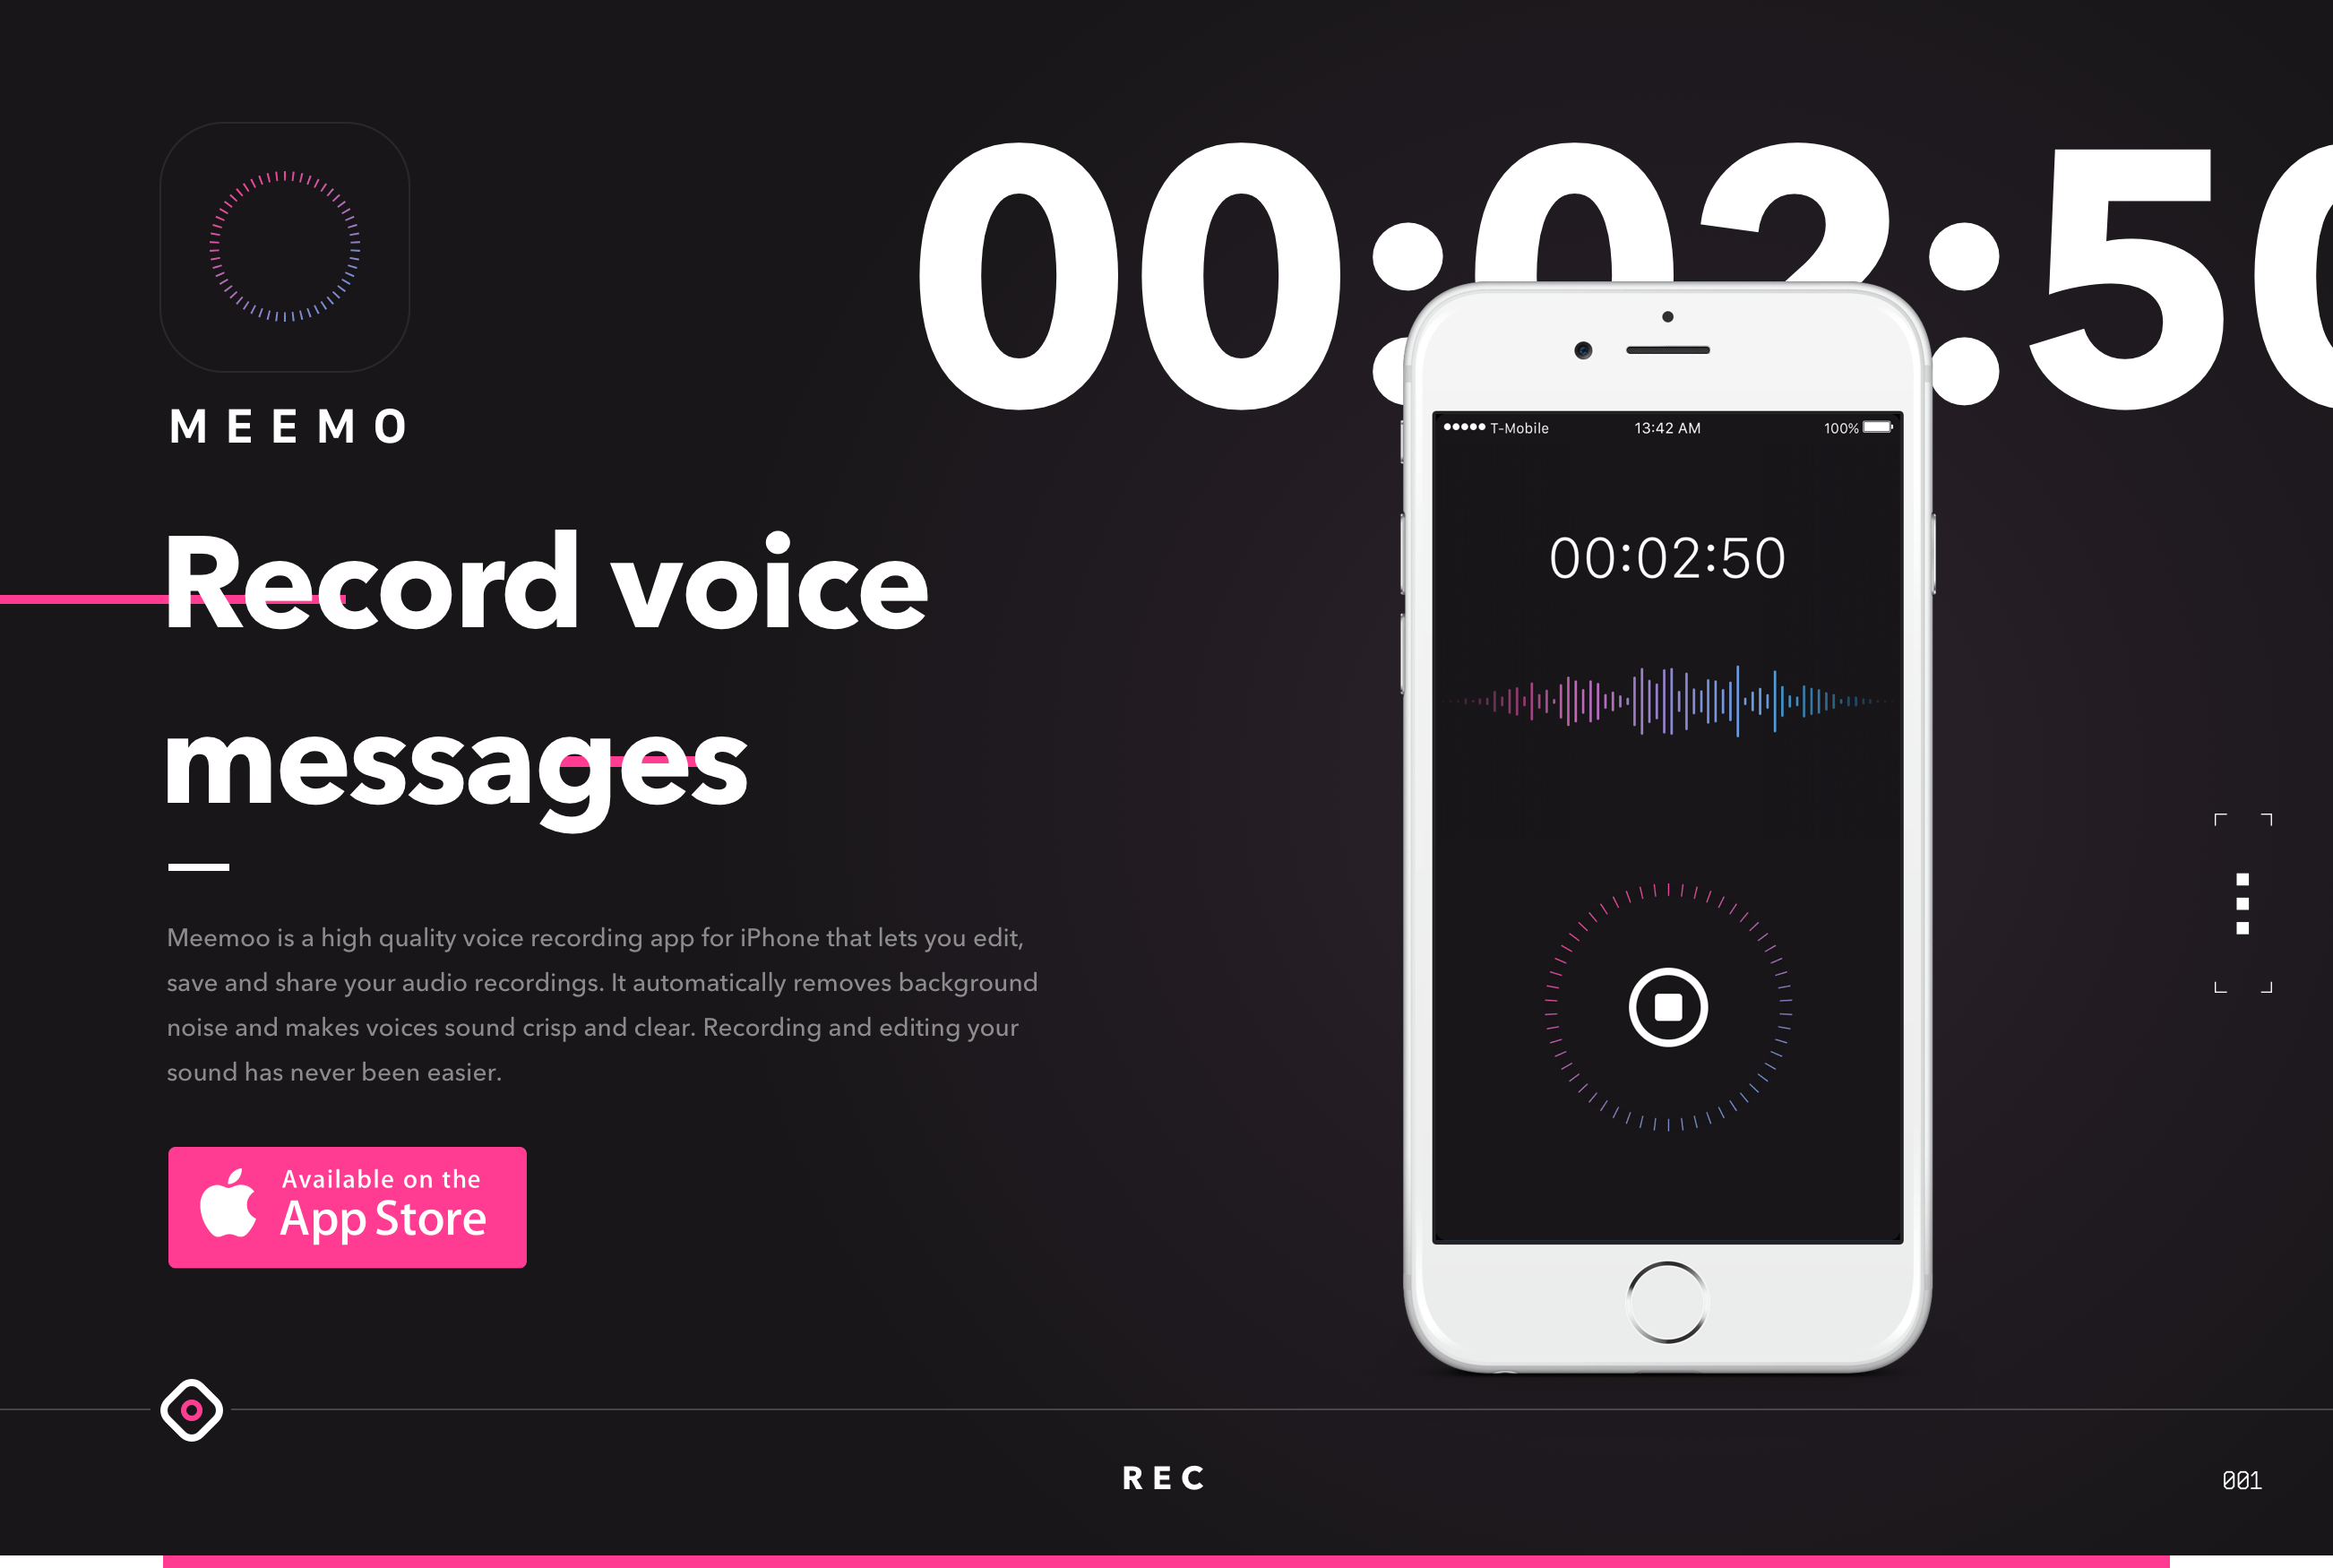 MEEMO
00:02:50
Record voice
messages
Meemoo is a high quality voice recording app for iPhone that lets you edit,
save and share your audio recordings. It automatically removes background
noise and makes voices sound crisp and clear. Recording and editing your
sound has never been easier.
Available on the
App Store
T-Mobile 13:42 AM 100%
00:02:50
REC
001